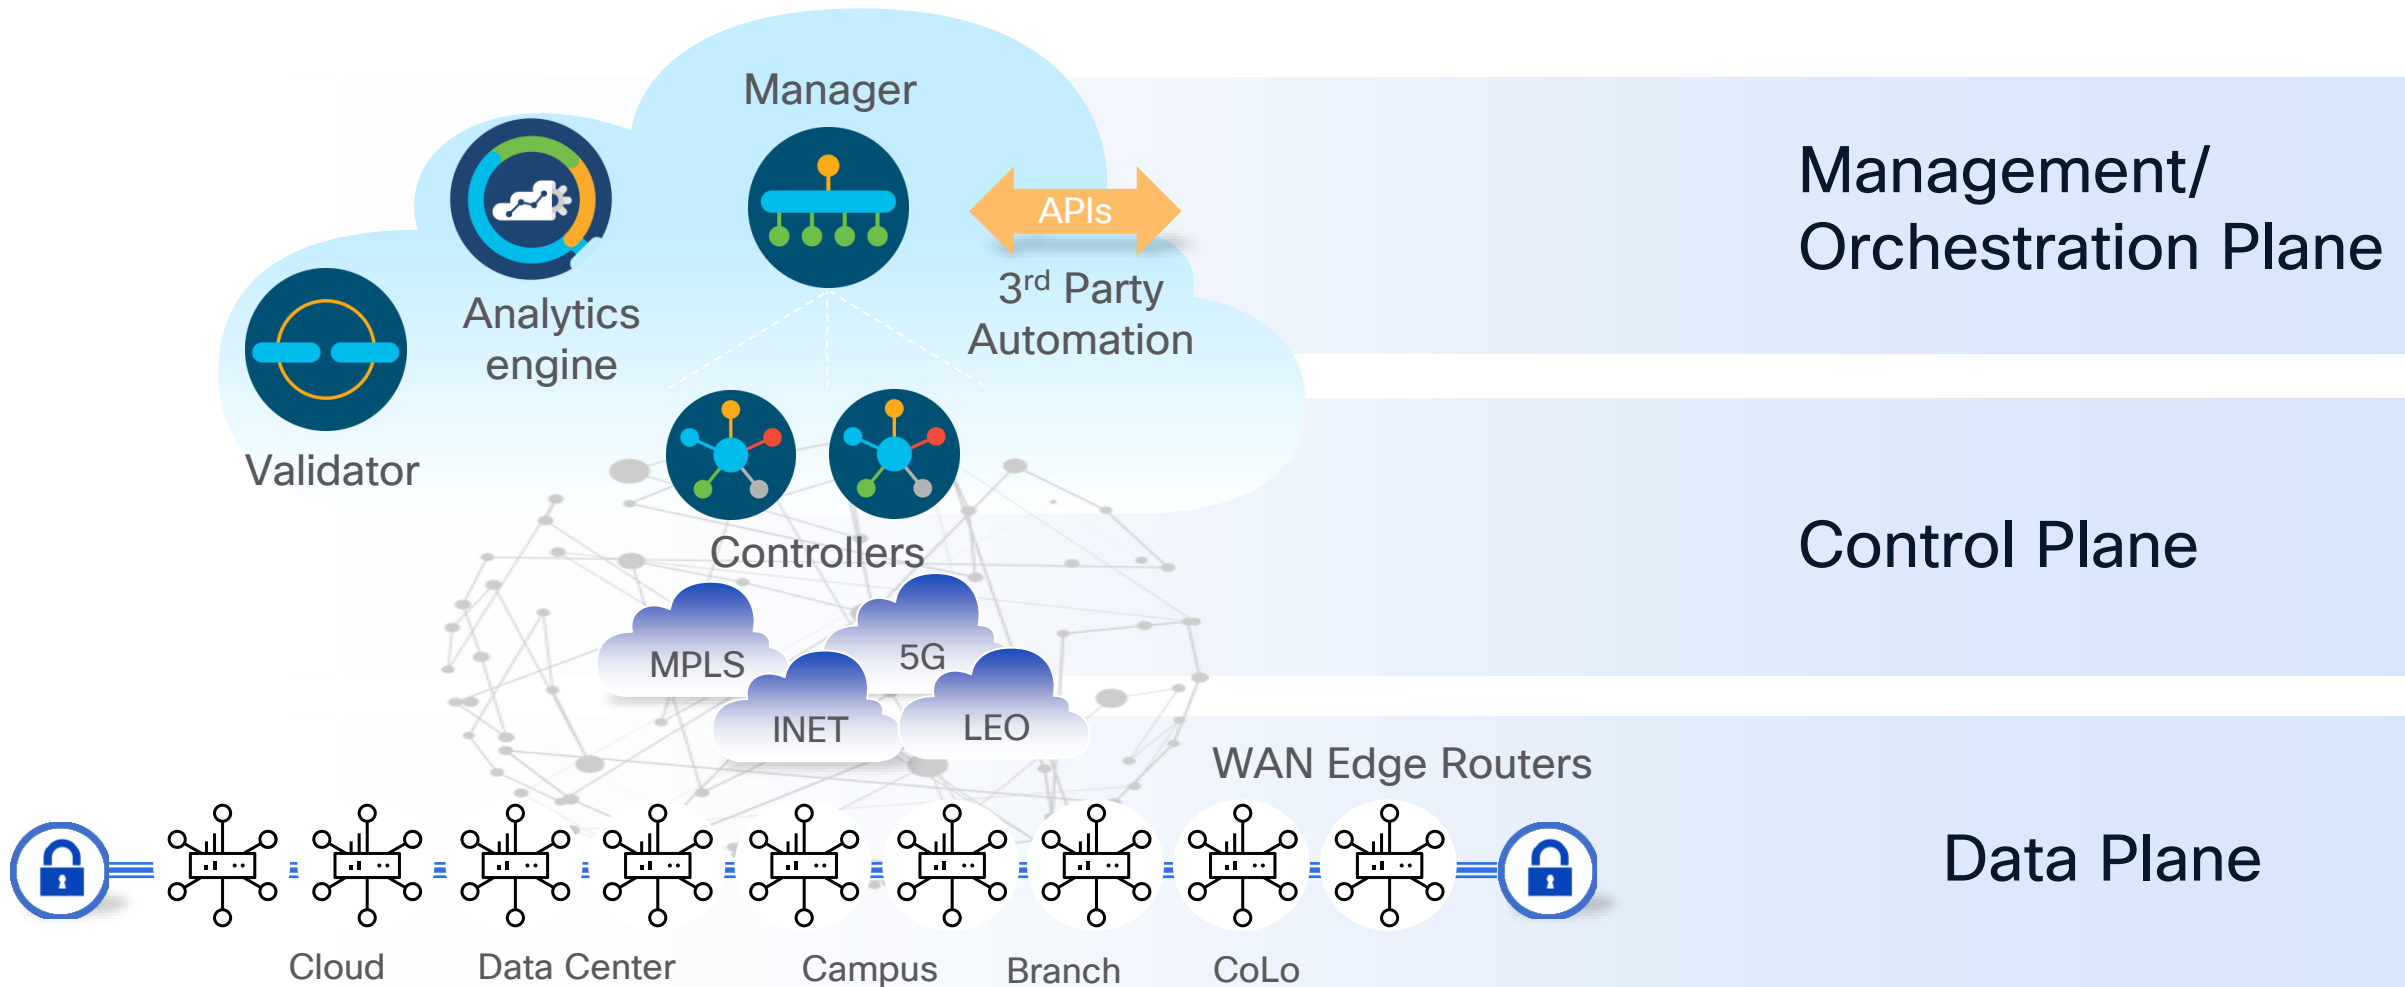 Manager
APIs
3rd Party
Automation
Analytics
engine
Validator
Controllers
Management/
Orchestration Plane
Control Plane
MPLS
5G
INET
LEO
WAN Edge Routers
Data Plane
Cloud
Data Center
Campus
Branch
CoLo